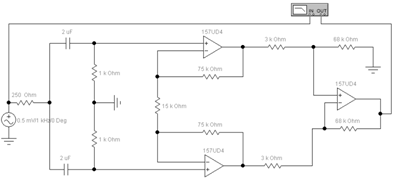 IN OUT
2 uF
157UD4
3 k Ohm
68 k Ohm
1 k Ohm
75 k Ohm
157UD4
250 Ohm
15 k Ohm
0.5 mV/1 kHz/0 Deg
1 k Ohm
75 k Ohm
68 k Ohm
157UD4
2 uF
3 k Ohm